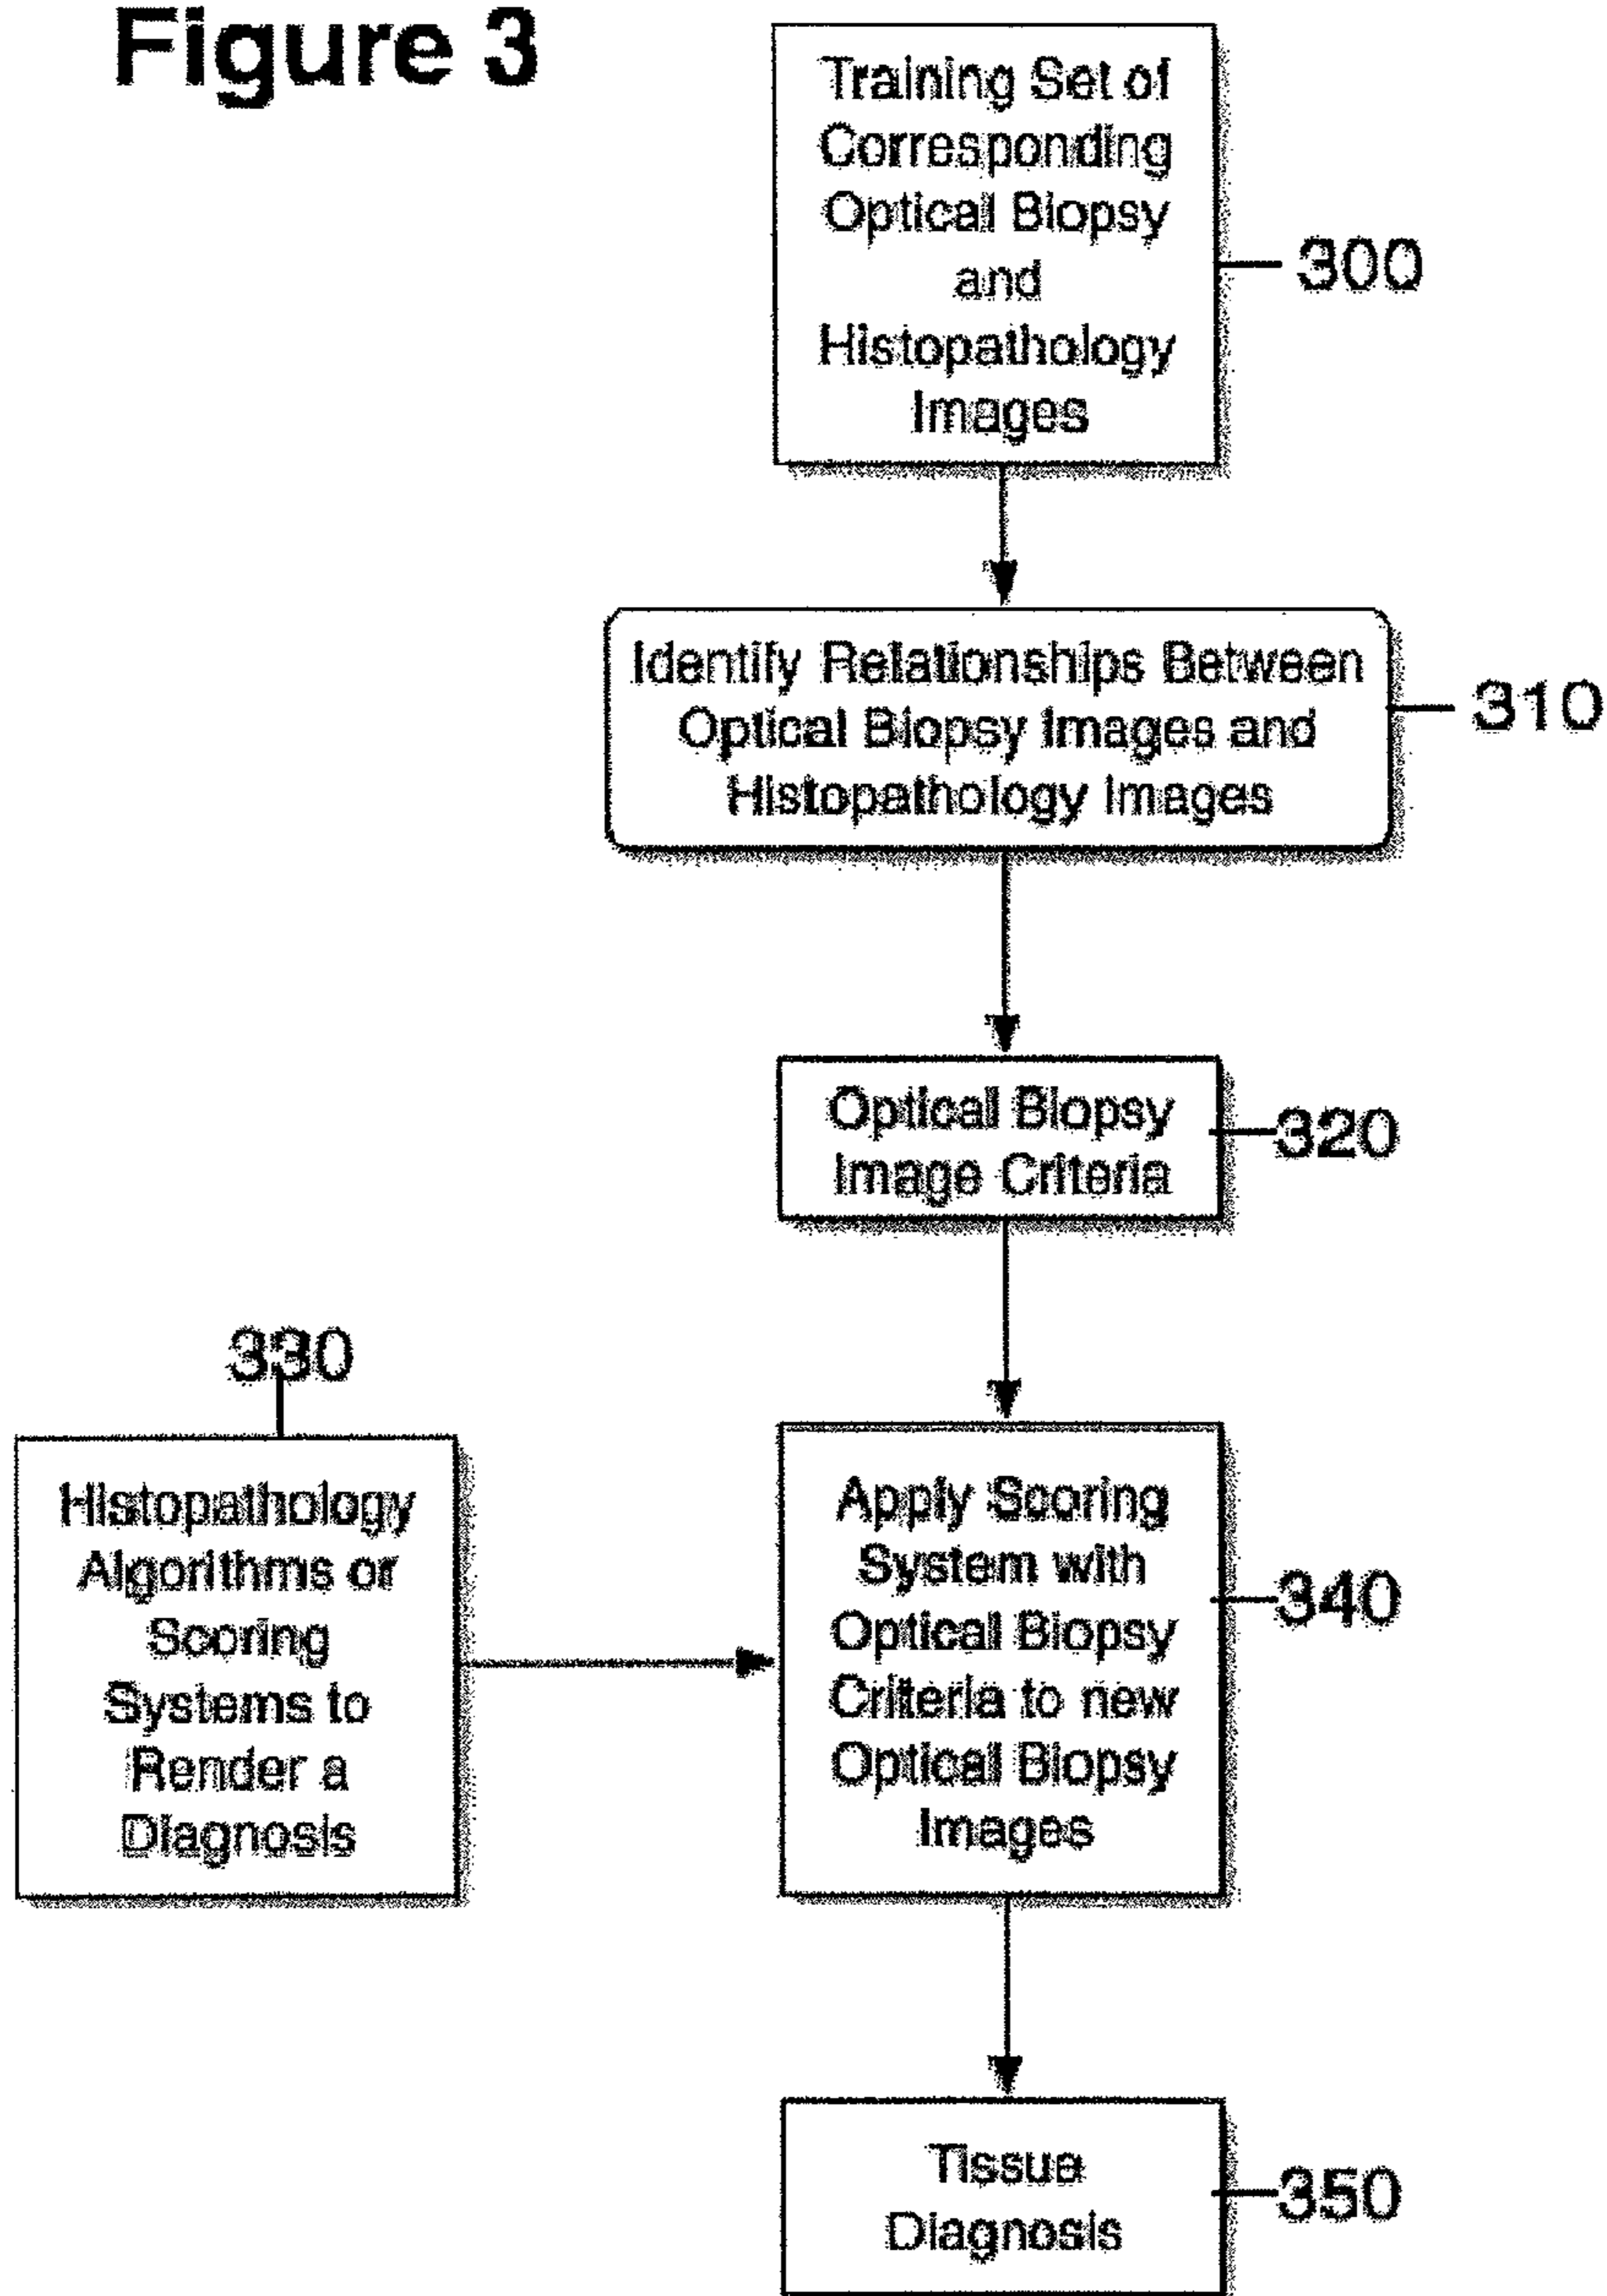 Figure 3
Training Set of
Corresponding
Optical Biopsy
and
Histopathology
Images
300
Identify Relationships Between
Optical Biopsy Images and
Histopathology Images
310
Optical Biopsy
Image Criteria
320
330
Histopathology
Algorithms or
Scoring
Systems to
Render a
Diagnosis
Apply Scoring
System with
Optical Biopsy
Criteria to new
Optical Biopsy
Images
340
Tissue
Diagnosis
350